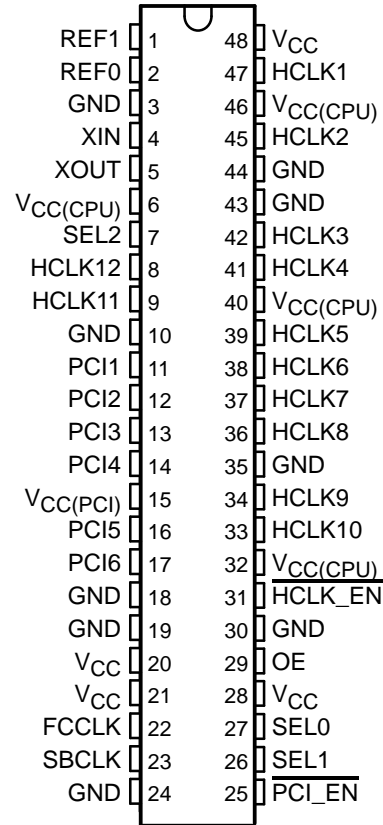 REF1 1 48 VCC
REF0 2 47 HCLK1
GND 3 46 VCC(CPU)
XIN 4 45 HCLK2
XOUT 5 44 GND
VCC(CPU) 6 43 GND
SEL2 7 42 HCLK3
HCLK12 8 41 HCLK4
HCLK11 9 40 VCC(CPU)
GND 10 39 HCLK5
PCI1 11 38 HCLK6
PCI2 12 37 HCLK7
PCI3 13 36 HCLK8
PCI4 14 35 GND
VCC(PCI) 15 34 HCLK9
PCI5 16 33 HCLK10
PCI6 17 32 VCC(CPU)
GND 18 31 HCLK_EN
GND 19 30 GND
VCC 20 29 OE
VCC 21 28 VCC
FCCLK 22 27 SEL0
SBCLK 23 26 SEL1
GND 24 25 PCI_EN